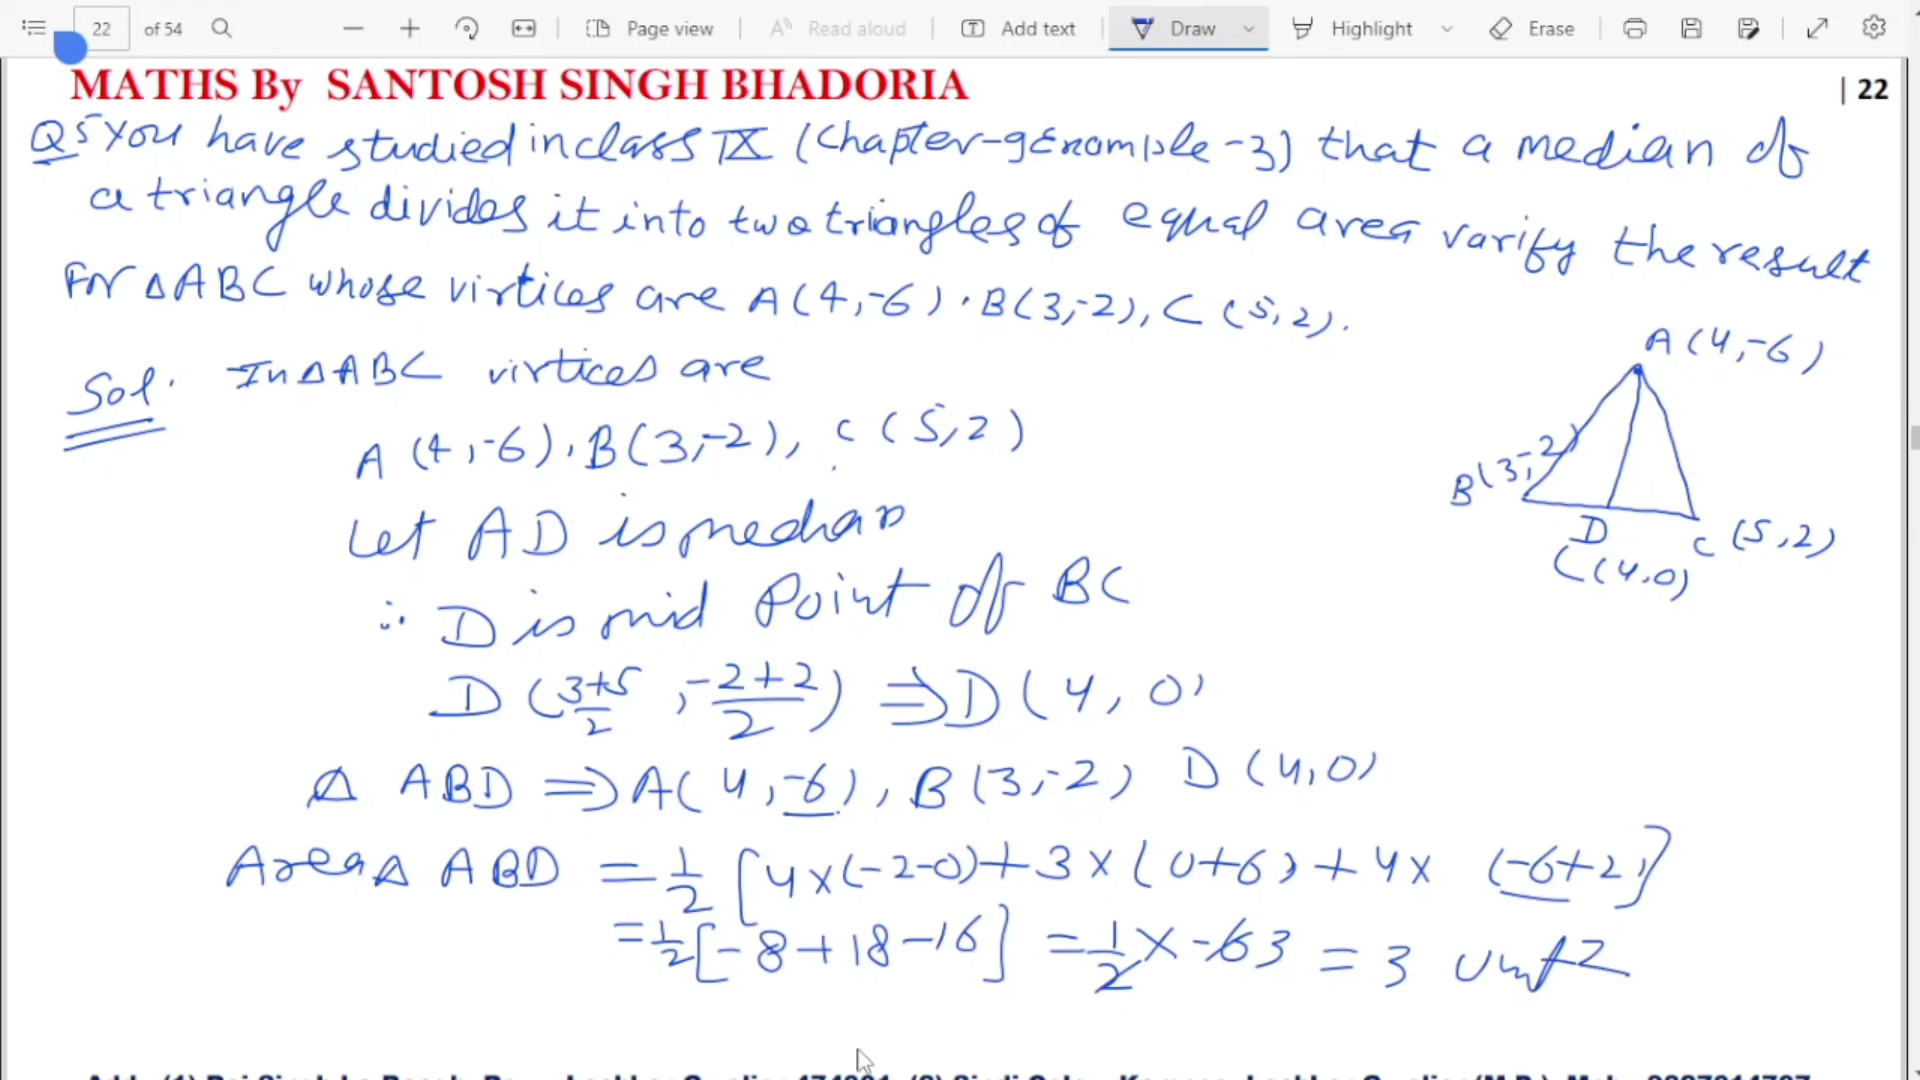 22 of 54 Page view Read aloud Add text Draw Highlight Erase
MATHS By SANTOSH SINGH BHADORIA | 22
Q5 You have studied in class IX (Chapter-9 Example-3) that a median of
a triangle divides it into two triangles of equal area varify the result
For △ABC whose virtices are A(4,-6), B(3,-2), C(5,2).
Sol. In △ABC virtices are
A(4,-6), B(3,-2), C(5,2)
Let AD is median
∴ D is mid Point of BC
D(3+5/2, -2+2/2) ⇒ D(4, 0)
△ ABD ⇒ A(4,-6), B(3,-2) D(4,0)
Area △ ABD = 1/2 [4×(-2-0)+3×(0+6)+4×(-6+2)]
= 1/2 [-8+18-16] = 1/2 × -6 3 = 3 unit2
A(4,-6)
B(3,-2)
D
(4,0)
C (5,2)